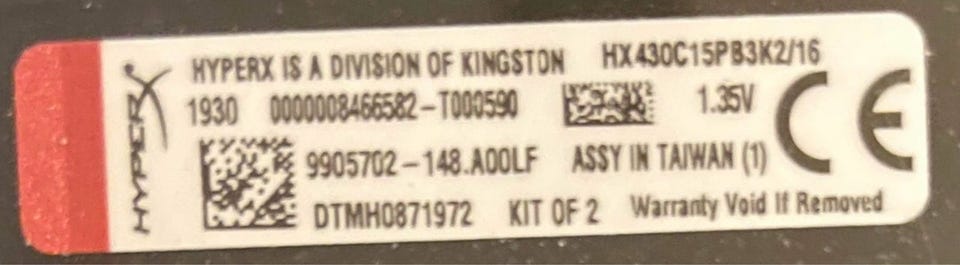 HYPERX
HYPERX IS A DIVISION OF KINGSTON HX430C15PB3K2/16
1930 0000008466582-T000590 1.35V CE
9905702-148.A00LF ASSY IN TAIWAN (1)
DTMH0871972 KIT OF 2 Warranty Void If Removed